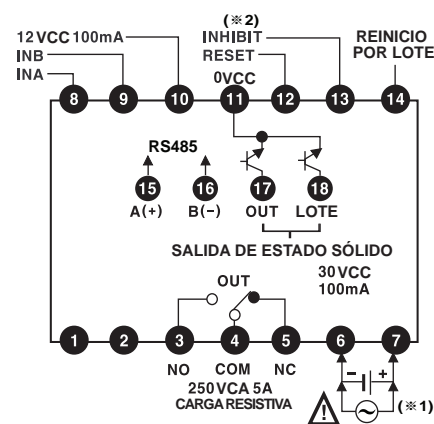 (※2)
12VCC 100mA
INHIBIT
REINICIO
POR LOTE
INB
RESET
INA
0VCC
8 9 10 11 12 13 14
RS485
15 16 17 18
A(+) B(-) OUT LOTE
SALIDA DE ESTADO SÓLIDO
30VCC
100mA
OUT
1 2 3 4 5 6 7
NO COM NC
- +
250VCA 5A
CARGA RESISTIVA
(※1)